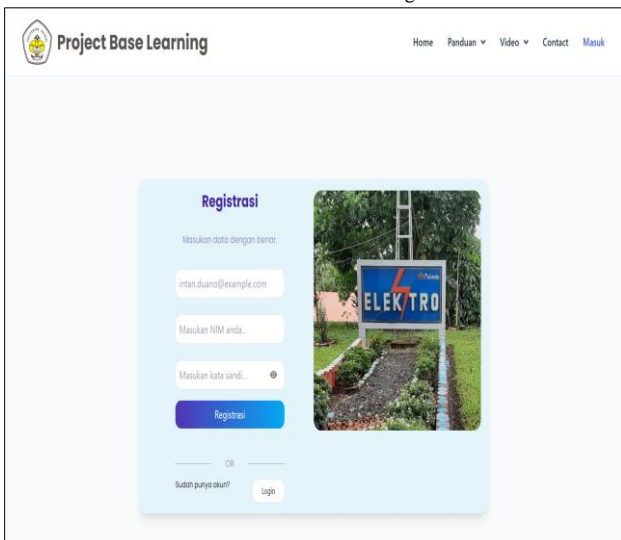 Project Base Learning
Home Panduan Video Contact Masuk
Registrasi
Masukan data dengan benar.
intan.duano@example.com
Masukan NIM anda...
Masukan kata sandi...
Registrasi
OR
Sudah punya akun?
Login
ELEKTRO